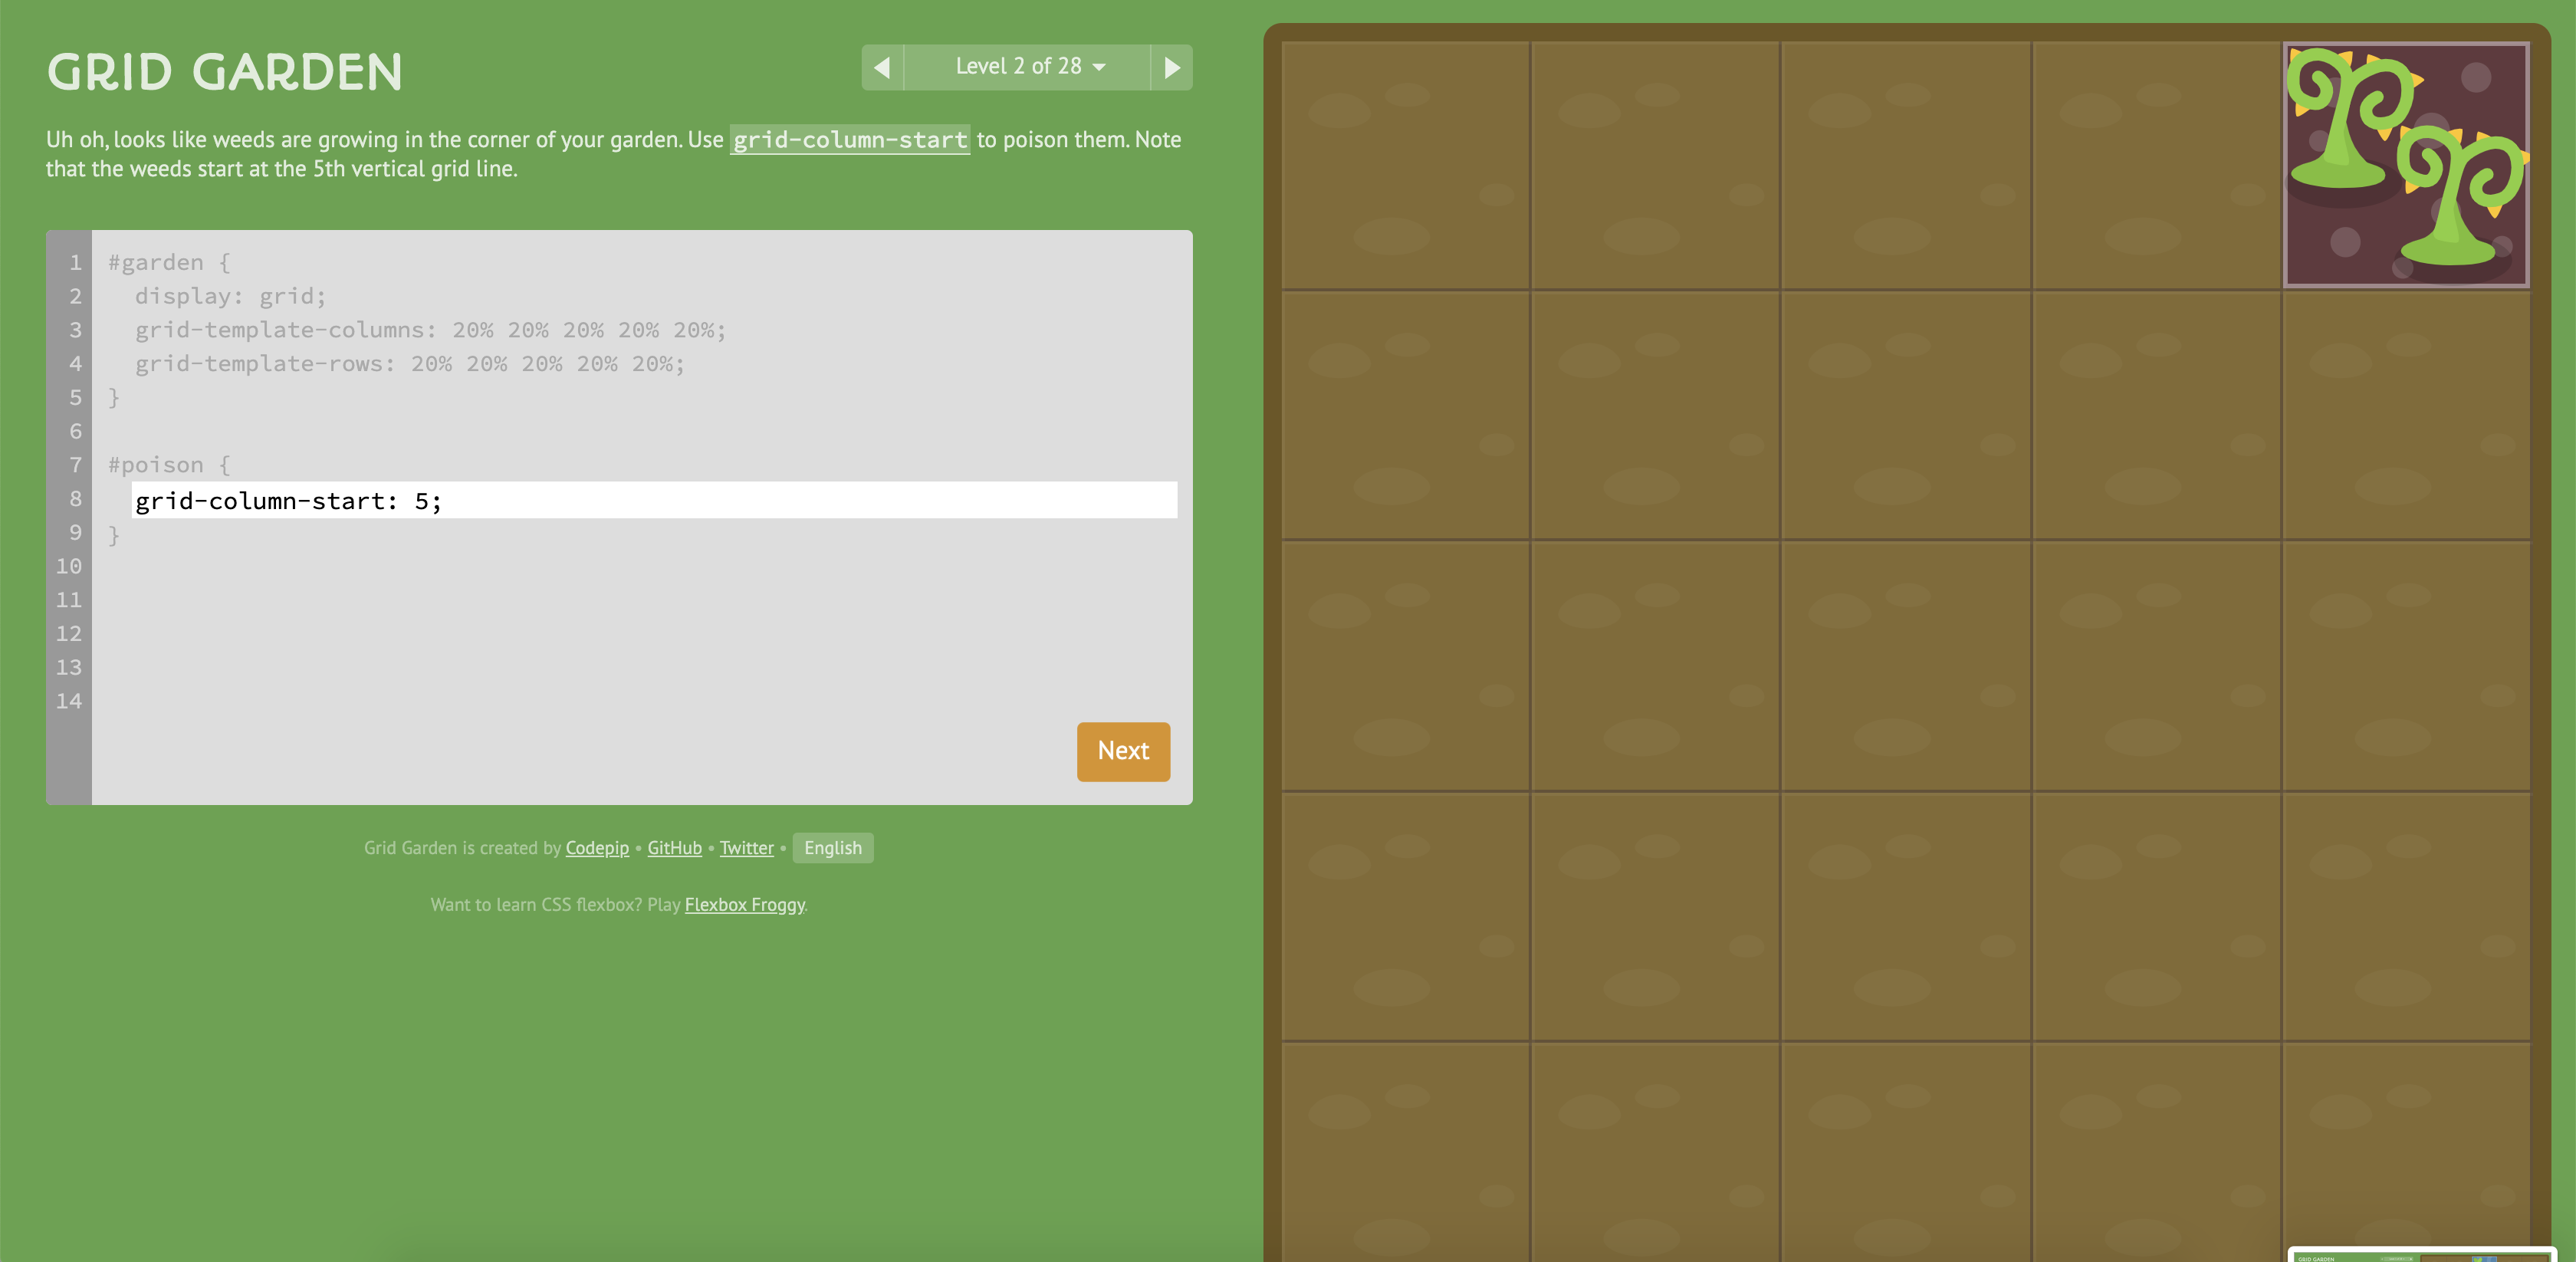 GRID GARDEN
Level 2 of 28
Uh oh, looks like weeds are growing in the corner of your garden. Use grid-column-start to poison them. Note
that the weeds start at the 5th vertical grid line.
1 #garden {
2 display: grid;
3 grid-template-columns: 20% 20% 20% 20% 20%;
4 grid-template-rows: 20% 20% 20% 20% 20%;
5 }
6
7 #poison {
8 grid-column-start: 5;
9 }
10
11
12
13
14
Next
Grid Garden is created by Codepip • GitHub • Twitter • English
Want to learn CSS flexbox? Play Flexbox Froggy.
GRID GARDEN